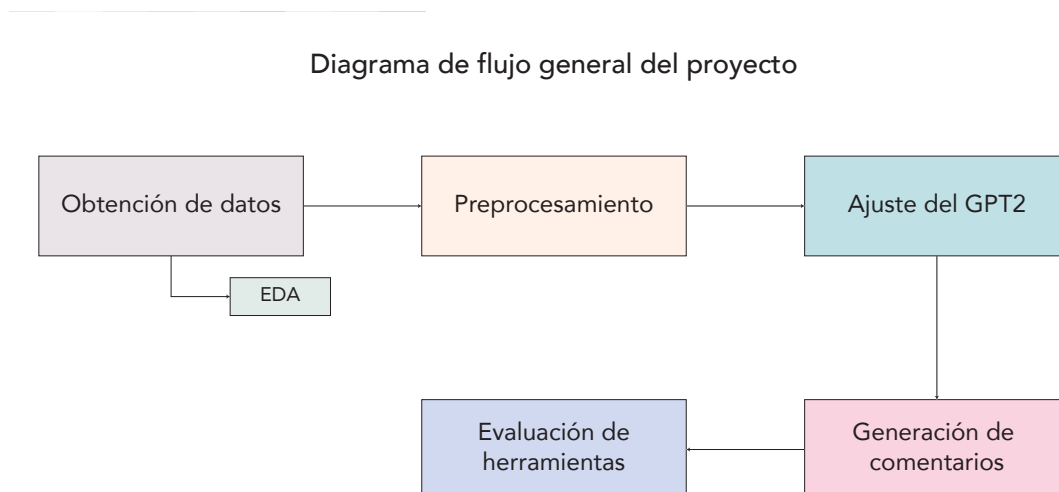 Diagrama de flujo general del proyecto
Obtención de datos
Preprocesamiento
Ajuste del GPT2
EDA
Evaluación de
herramientas
Generación de
comentarios